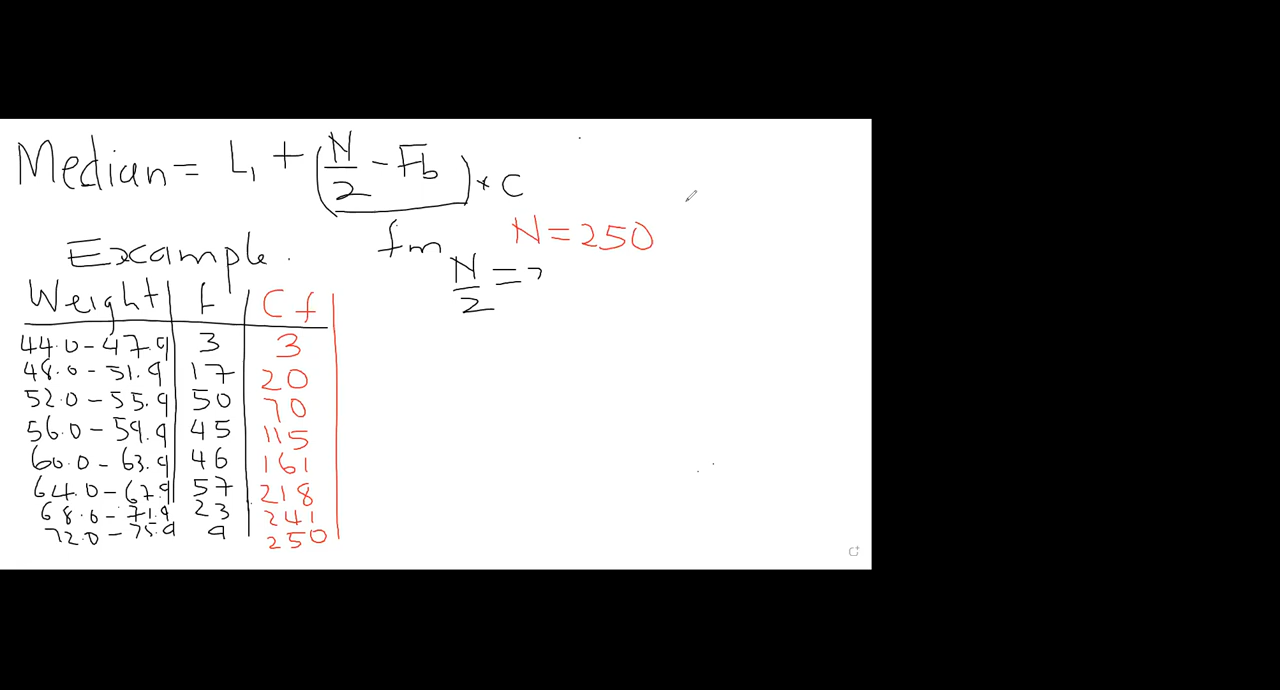 Median = L₁ + (N/2 - Fb / fm) × C
Example.
N = 250
N/2 = ?
Weight | f | Cf
44.0 - 47.9 | 3 | 3
48.0 - 51.9 | 17 | 20
52.0 - 55.9 | 50 | 70
56.0 - 59.9 | 45 | 115
60.0 - 63.9 | 46 | 161
64.0 - 67.9 | 57 | 218
68.0 - 71.9 | 23 | 241
72.0 - 75.9 | 9 | 250